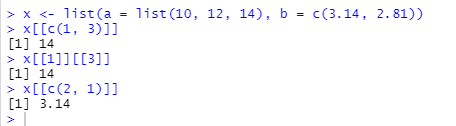 > x <- list(a = list(10, 12, 14), b = c(3.14, 2.81))
> x[[c(1, 3)]]
[1] 14
> x[[1]][[3]]
[1] 14
> x[[c(2, 1)]]
[1] 3.14
>